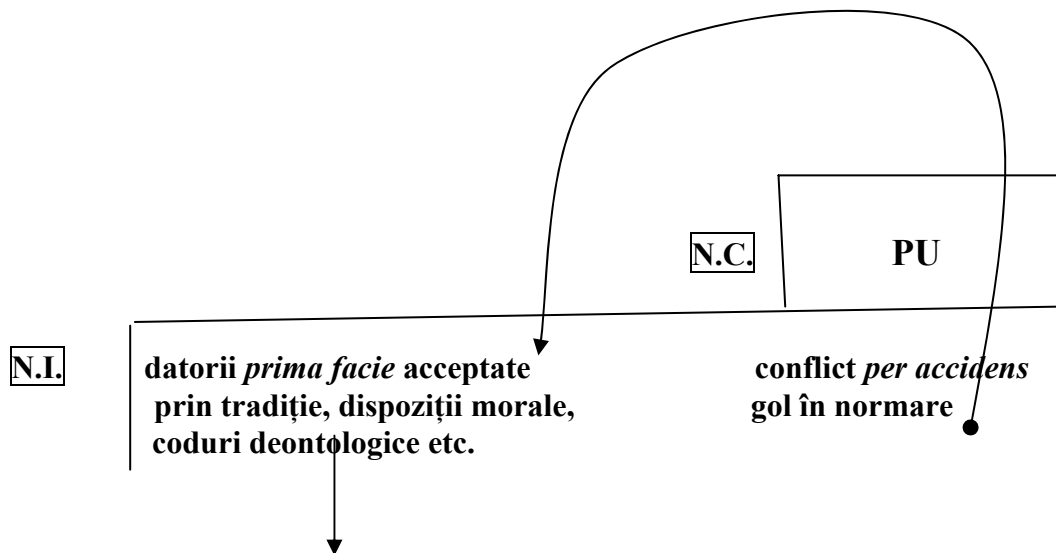 N.C.
PU
N.I.
datorii prima facie acceptate
prin tradiție, dispoziții morale,
coduri deontologice etc.
conflict per accidens
gol în normare